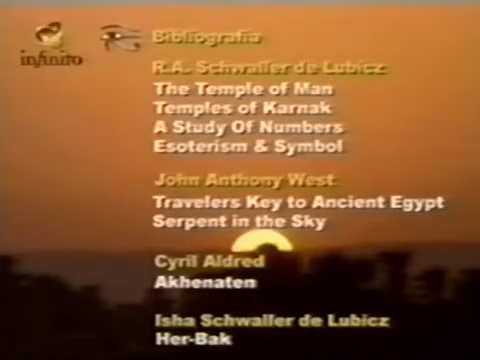 infinito
Bibliografia
R.A. Schwaller de Lubicz
The Temple of Man
Temples of Karnak
A Study Of Numbers
Esoterism & Symbol
John Anthony West
Travelers Key to Ancient Egypt
Serpent in the Sky
Cyril Aldred
Akhenaten
Isha Schwaller de Lubicz
Her-Bak